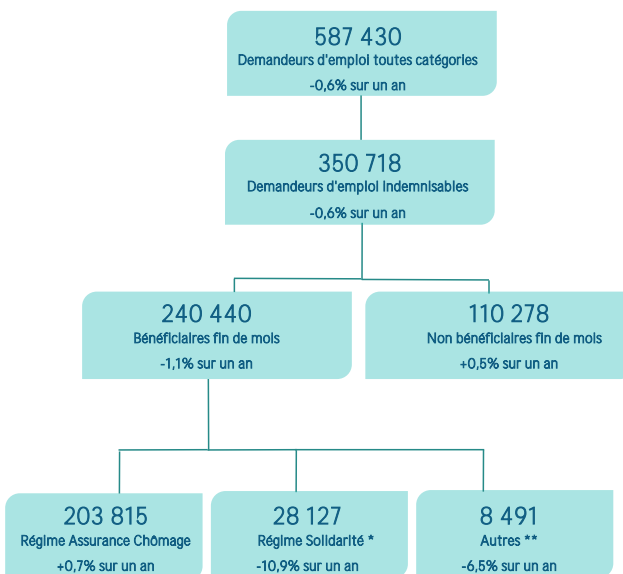 587 430
Demandeurs d'emploi toutes catégories
-0,6% sur un an
350 718
Demandeurs d'emploi Indemnisables
-0,6% sur un an
240 440
Bénéficiaires fin de mois
-1,1% sur un an
110 278
Non bénéficiaires fin de mois
+0,5% sur un an
203 815
Régime Assurance Chômage
+0,7% sur un an
28 127
Régime Solidarité *
-10,9% sur un an
8 491
Autres **
-6,5% sur un an